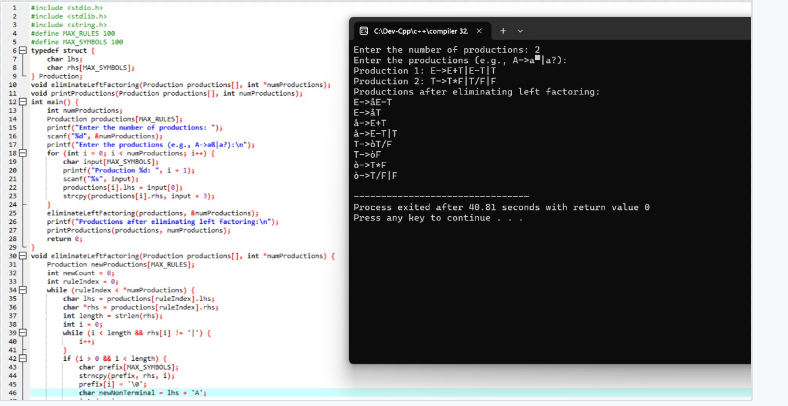 1 #include <stdio.h>
2 #include <stdlib.h>
3 #include <string.h>
4 #define MAX_RULES 100
5 #define MAX_SYMBOLS 100
6 typedef struct {
7 char lhs;
8 char rhs[MAX_SYMBOLS];
9 } Production;
10 void eliminateLeftFactoring(Production productions[], int *numProductions);
11 void printProductions(Production productions[], int numProductions);
12 int main() {
13 int numProductions;
14 Production productions[MAX_RULES];
15 printf("Enter the number of productions: ");
16 scanf("%d", &numProductions);
17 printf("Enter the productions (e.g., A->aß|a?):\n");
18 for (int i = 0; i < numProductions; i++) {
19 char input[MAX_SYMBOLS];
20 printf("Production %d: ", i + 1);
21 scanf("%s", input);
22 productions[i].lhs = input[0];
23 strcpy(productions[i].rhs, input + 3);
24 }
25 eliminateLeftFactoring(productions, &numProductions);
26 printf("Productions after eliminating left factoring:\n");
27 printProductions(productions, numProductions);
28 return 0;
29 }
30 void eliminateLeftFactoring(Production productions[], int *numProductions) {
31 Production newProductions[MAX_RULES];
32 int newCount = 0;
33 int ruleIndex = 0;
34 while (ruleIndex < *numProductions) {
35 char lhs = productions[ruleIndex].lhs;
36 char *rhs = productions[ruleIndex].rhs;
37 int length = strlen(rhs);
38 int i = 0;
39 while (i < length && rhs[i] != '|') {
40 i++;
41 }
42 if (i > 0 && i < length) {
43 char prefix[MAX_SYMBOLS];
44 strncpy(prefix, rhs, i);
45 prefix[i] = '\0';
46 char newNonTerminal = lhs + 'A';
C:\Dev-Cpp\c++\compiler 32. × + ⌄
Enter the number of productions: 2
Enter the productions (e.g., A->a▀|a?):
Production 1: E->E+T|E-T|T
Production 2: T->T*F|T/F|F
Productions after eliminating left factoring:
E->åE-T
E->åT
å->E+T
å->E-T|T
T->òT/F
T->òF
ò->T*F
ò->T/F|F
--------------------------------
Process exited after 40.81 seconds with return value 0
Press any key to continue . . .